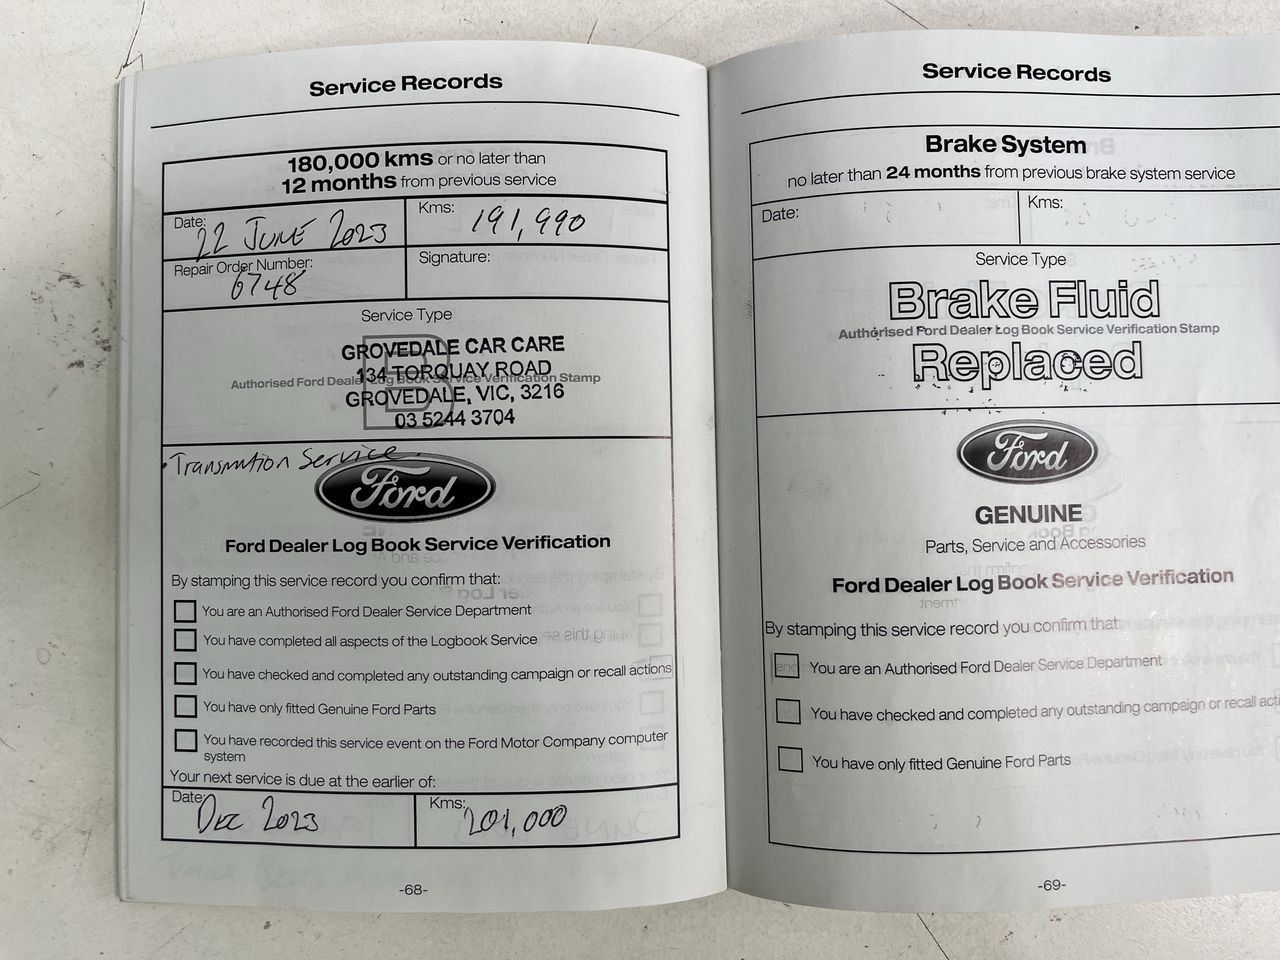 Service Records
180,000 kms or no later than
12 months from previous service
Date: 22 JUNE 2023
Kms: 191,990
Repair Order Number: 6748
Signature:
Service Type
B
Authorised Ford Dealer Log Book Service Verification Stamp
GROVEDALE CAR CARE
134 TORQUAY ROAD
GROVEDALE, VIC, 3216
03 5244 3704
Transmition Service.
Ford
Ford Dealer Log Book Service Verification
By stamping this service record you confirm that:
You are an Authorised Ford Dealer Service Department
You have completed all aspects of the Logbook Service
You have checked and completed any outstanding campaign or recall actions
You have only fitted Genuine Ford Parts
You have recorded this service event on the Ford Motor Company computer
system
Your next service is due at the earlier of:
Date: DEC 2023
Kms: 201,000
-68-
Service Records
Brake System
no later than 24 months from previous brake system service
Date:
Kms:
Service Type
Brake Fluid
Authorised Ford Dealer Log Book Service Verification Stamp
Replaced
Ford
GENUINE
Parts, Service and Accessories
Ford Dealer Log Book Service Verification
By stamping this service record you confirm that:
You are an Authorised Ford Dealer Service Department
You have checked and completed any outstanding campaign or recall acti
You have only fitted Genuine Ford Parts
-69-